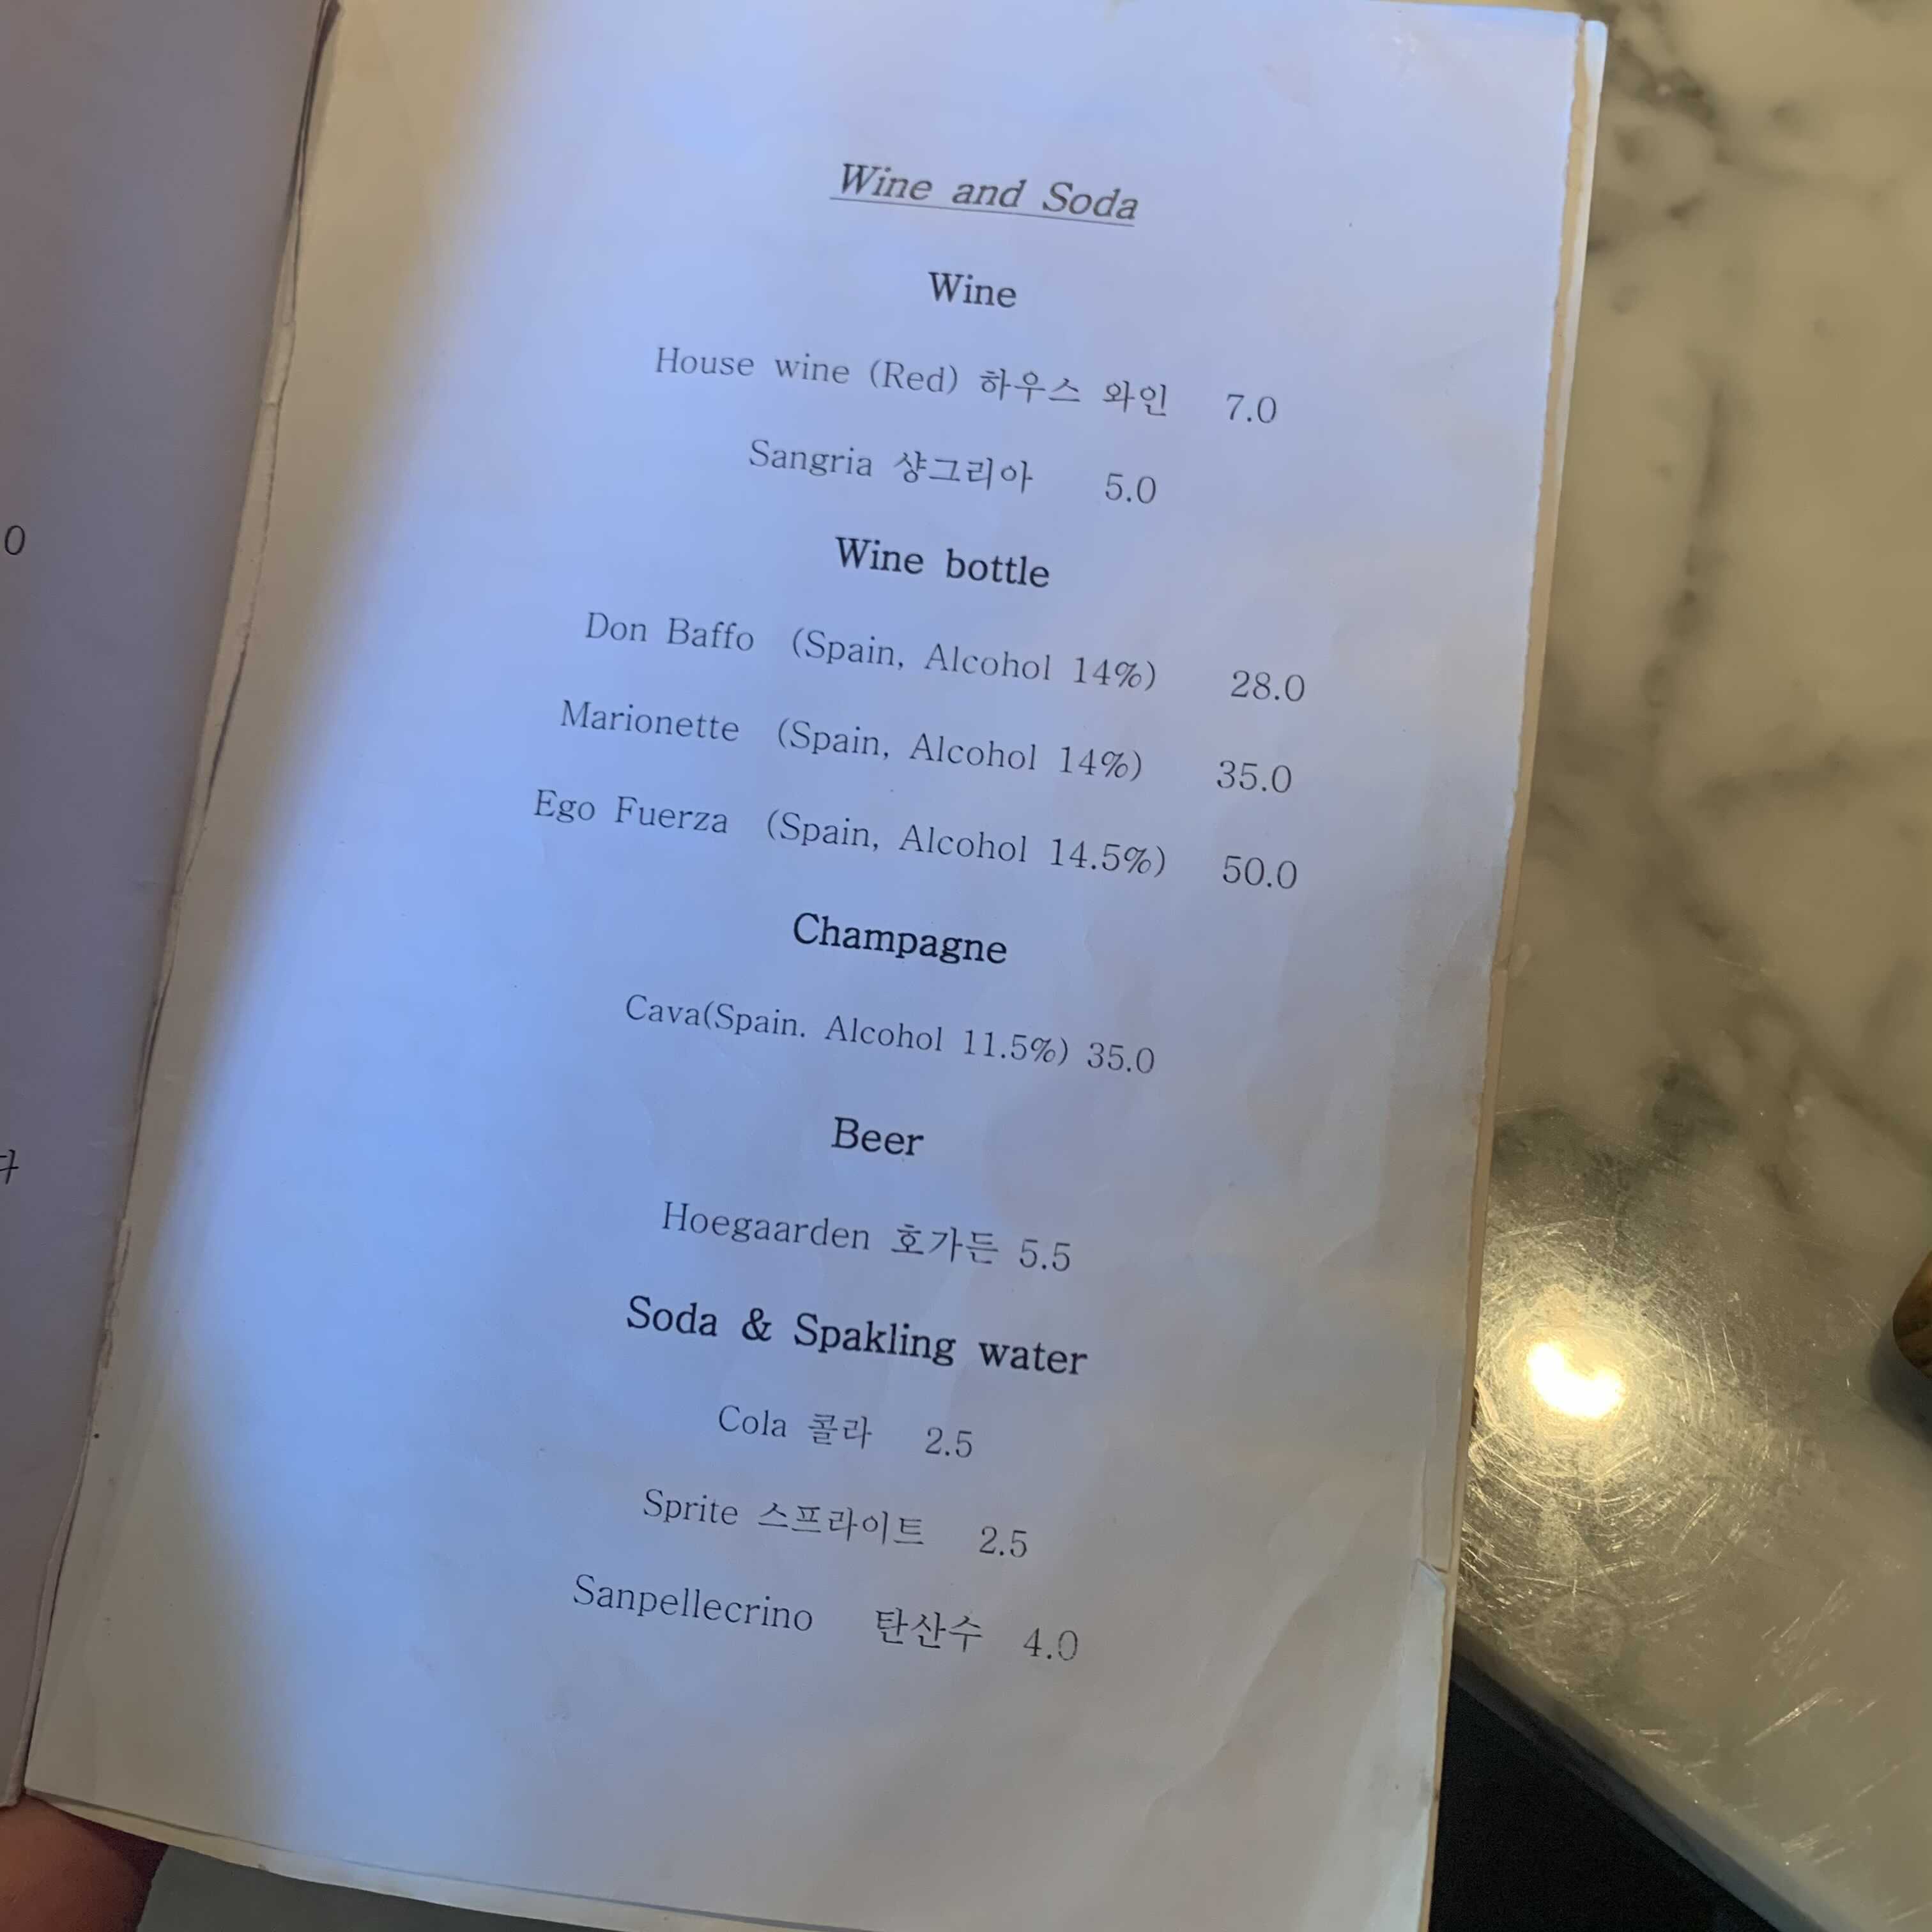 Wine and Soda
Wine
House wine (Red) 하우스 와인 7.0
Sangria 샹그리아 5.0
Wine bottle
Don Baffo (Spain, Alcohol 14%) 28.0
Marionette (Spain, Alcohol 14%) 35.0
Ego Fuerza (Spain, Alcohol 14.5%) 50.0
Champagne
Cava(Spain. Alcohol 11.5%) 35.0
Beer
Hoegaarden 호가든 5.5
Soda & Spakling water
Cola 콜라 2.5
Sprite 스프라이트 2.5
Sanpellecrino 탄산수 4.0